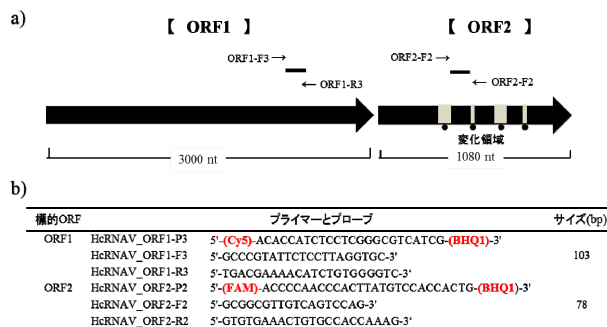 a)
【 ORF1 】
【 ORF2 】
ORF1-F3 →
← ORF1-R3
ORF2-F2 →
← ORF2-F2
変化領域
3000 nt
1080 nt
b)
標的ORF プライマーとプローブ サイズ(bp)
ORF1 HcRNAV_ORF1-P3 5'-(Cy5)-ACACCATCTCCTCGGGCGTCATCG-(BHQ1)-3'
HcRNAV_ORF1-F3 5'-GCCCGTATTCTCCTTAGGTGC-3' 103
HcRNAV_ORF1-R3 5'-TGACGAAAACATCTGTGGGGTC-3'
ORF2 HcRNAV_ORF2-P2 5'-(FAM)-ACCCCAACCCACTTATGTCCACCACTG-(BHQ1)-3'
HcRNAV_ORF2-F2 5'-GCGGCGTTGTCAGTCCAG-3' 78
HcRNAV_ORF2-R2 5'-GTGTGAAACTGTGCCACCAAAG-3'